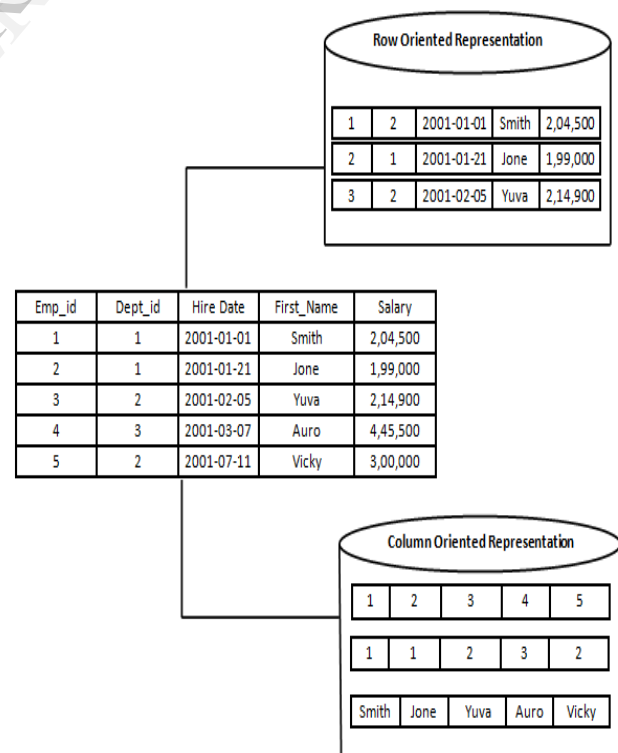 Row Oriented Representation
1 2 2001-01-01 Smith 2,04,500
2 1 2001-01-21 Jone 1,99,000
3 2 2001-02-05 Yuva 2,14,900
Emp_id Dept_id Hire Date First_Name Salary
1 1 2001-01-01 Smith 2,04,500
2 1 2001-01-21 Jone 1,99,000
3 2 2001-02-05 Yuva 2,14,900
4 3 2001-03-07 Auro 4,45,500
5 2 2001-07-11 Vicky 3,00,000
Column Oriented Representation
1 2 3 4 5
1 1 2 3 2
Smith Jone Yuva Auro Vicky